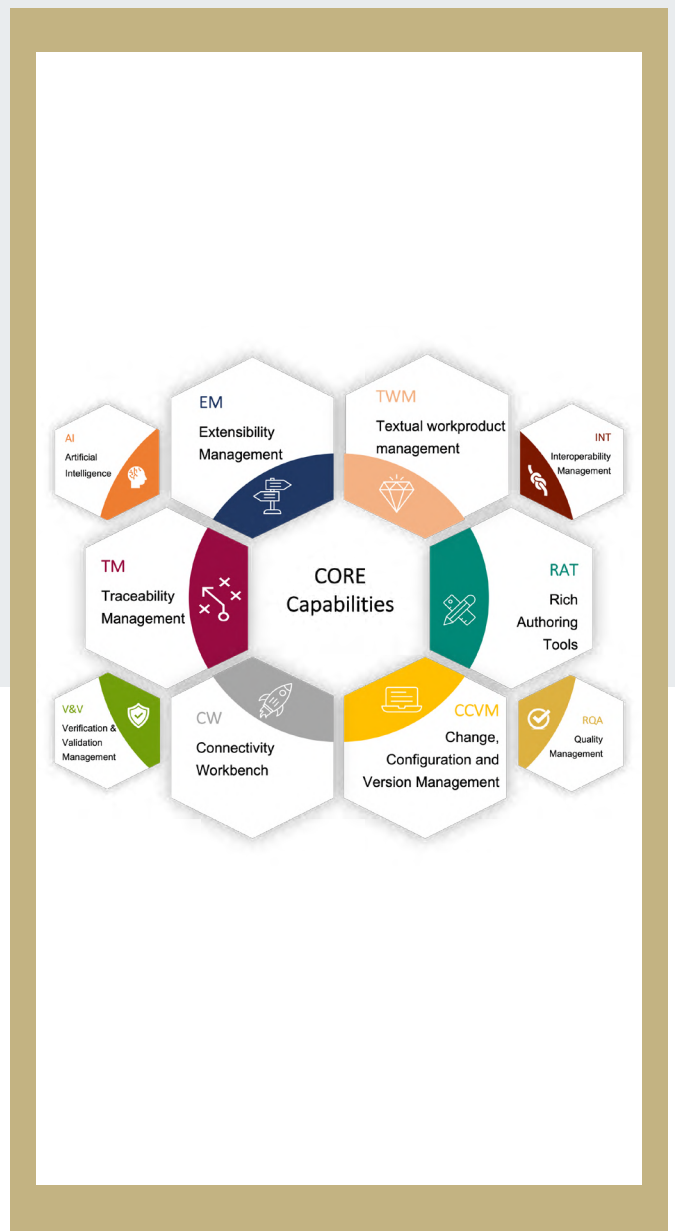 EM
Extensibility
Management
TWM
Textual workproduct
management
AI
Artificial
Intelligence
INT
Interoperability
Management
TM
Traceability
Management
CORE
Capabilities
RAT
Rich
Authoring
Tools
V&V
Verification &
Validation
Management
CW
Connectivity
Workbench
CCVM
Change,
Configuration and
Version Management
RQA
Quality
Management